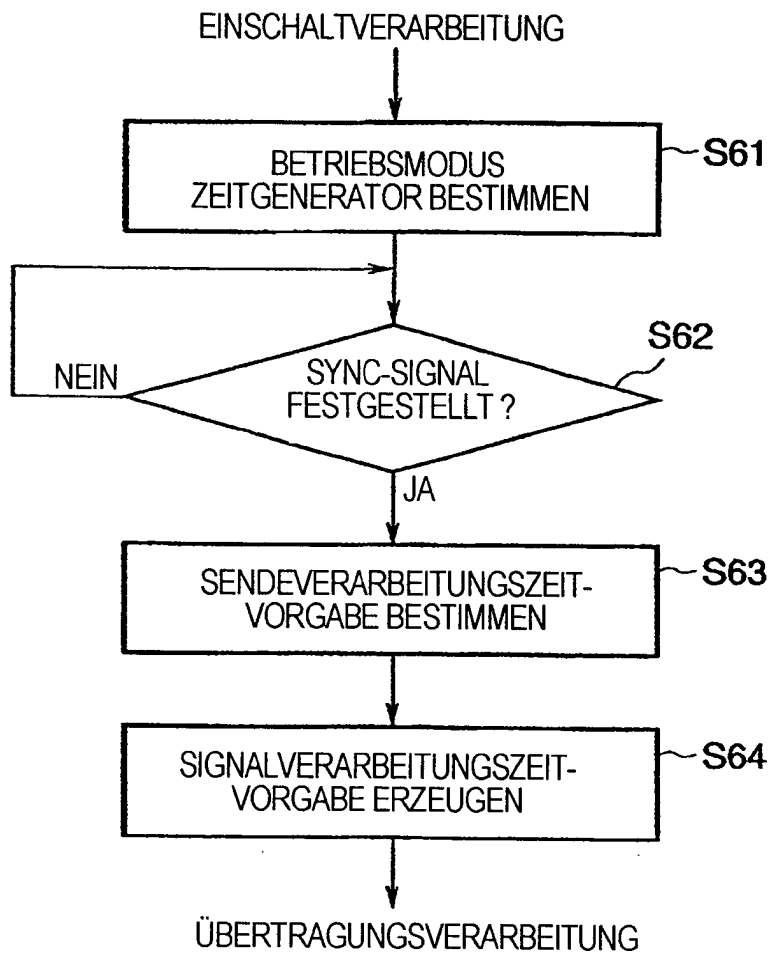 EINSCHALTVERARBEITUNG
BETRIEBSMODUS
ZEITGENERATOR BESTIMMEN
S61
SYNC-SIGNAL
FESTGESTELLT ?
S62
NEIN
JA
SENDEVERARBEITUNGSZEIT-
VORGABE BESTIMMEN
S63
SIGNALVERARBEITUNGSZEIT-
VORGABE ERZEUGEN
S64
ÜBERTRAGUNGSVERARBEITUNG